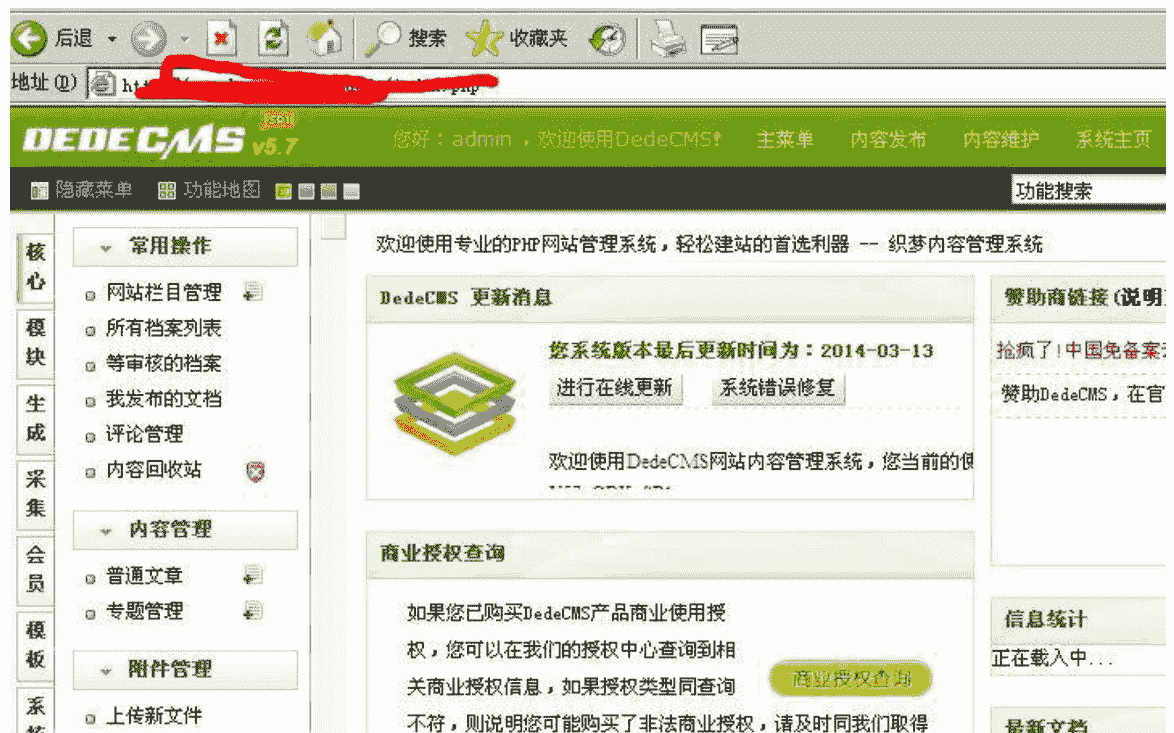 后退 搜索 收藏夹
地址(D)
DEDECMS v5.7 您好：admin ，欢迎使用DedeCMS! 主菜单 内容发布 内容维护 系统主页
隐藏菜单 功能地图 功能搜索
核心
模块
生成
采集
会员
模板
系
常用操作
网站栏目管理
所有档案列表
等审核的档案
我发布的文档
评论管理
内容回收站
内容管理
普通文章
专题管理
附件管理
上传新文件
欢迎使用专业的PHP网站管理系统，轻松建站的首选利器 -- 织梦内容管理系统
DedeCMS 更新消息
您系统版本最后更新时间为：2014-03-13
进行在线更新 系统错误修复
欢迎使用DedeCMS网站内容管理系统，您当前的使
商业授权查询
如果您已购买DedeCMS产品商业使用授
权，您可以在我们的授权中心查询到相
关商业授权信息，如果授权类型同查询
不符，则说明您可能购买了非法商业授权，请及时同我们取得
商业授权查询
赞助商链接(说明
抢疯了!中国免备案
赞助DedeCMS，在官
信息统计
正在载入中...
最新文档